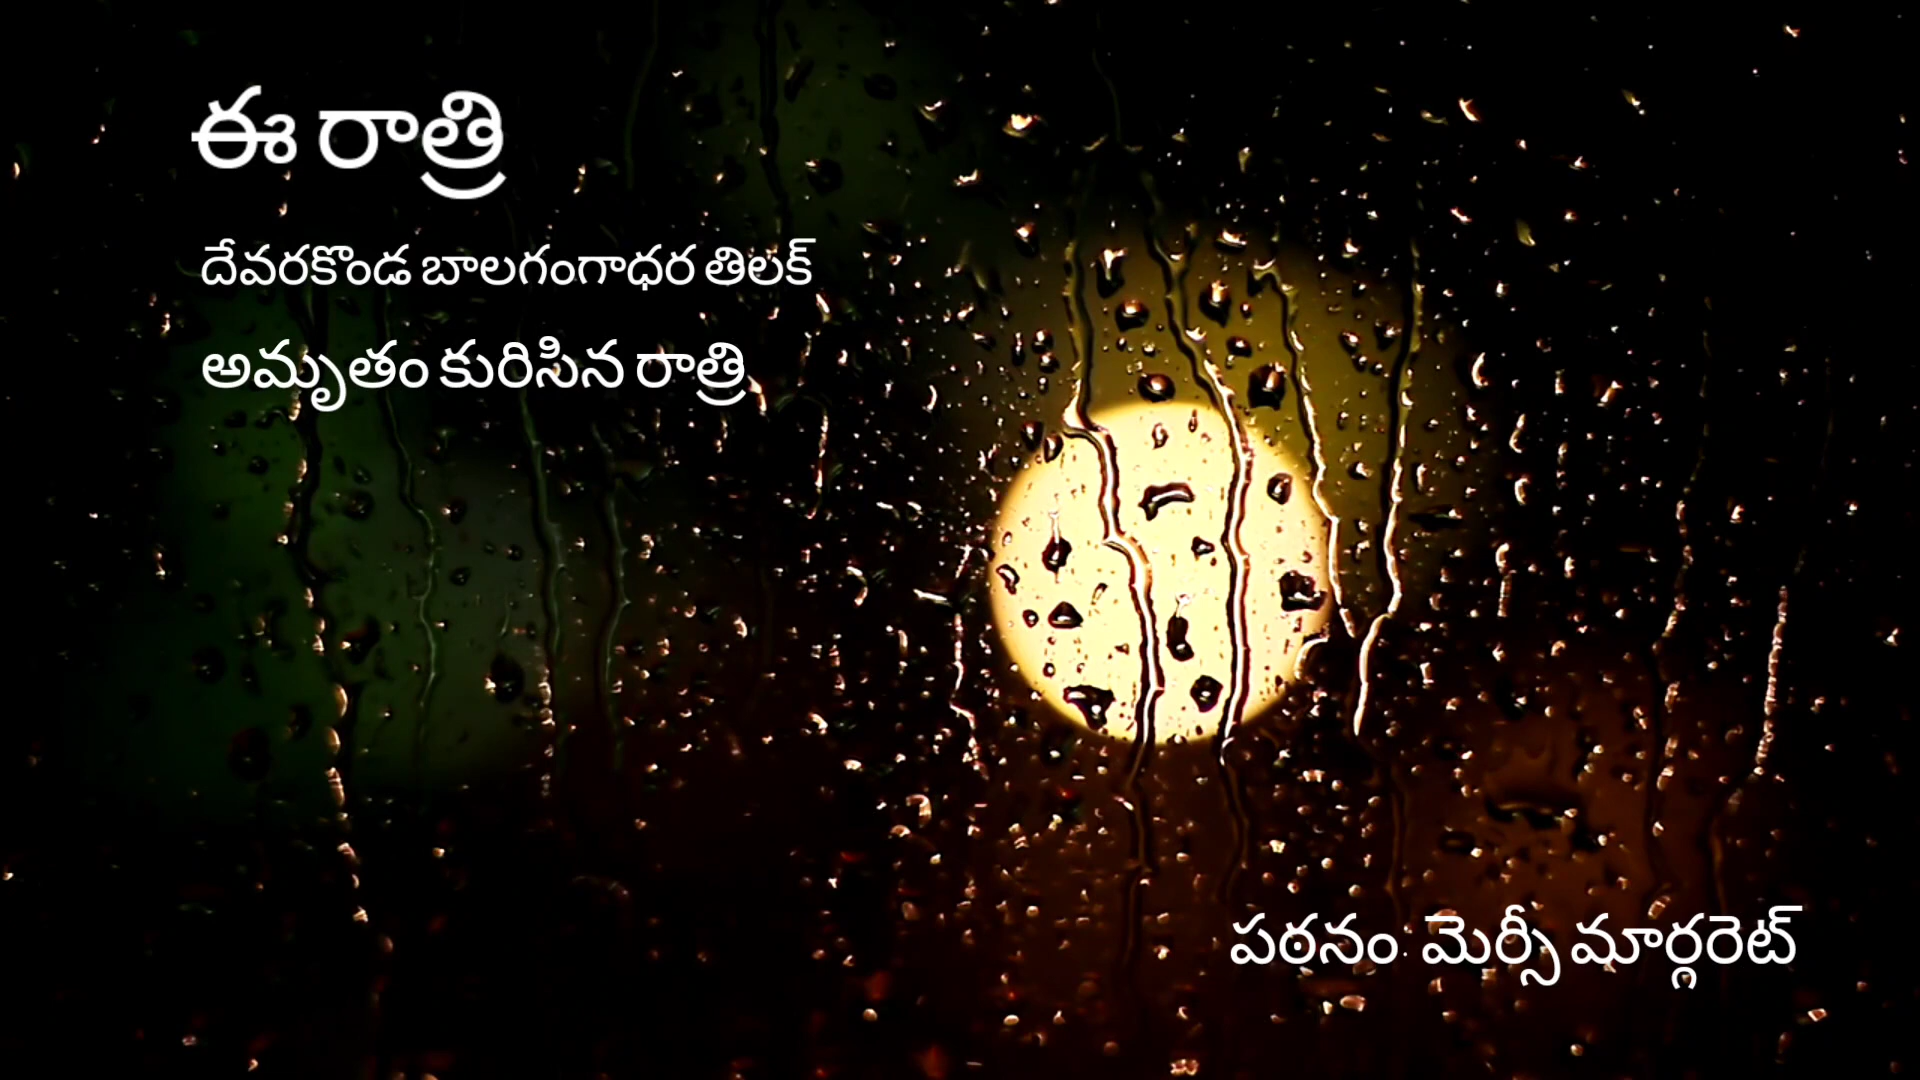 ఈ రాత్రి
దేవరకొండ బాలగంగాధర తిలక్
అమృతం కురిసిన రాత్రి
పఠనం: మెర్సీ మార్గరెట్